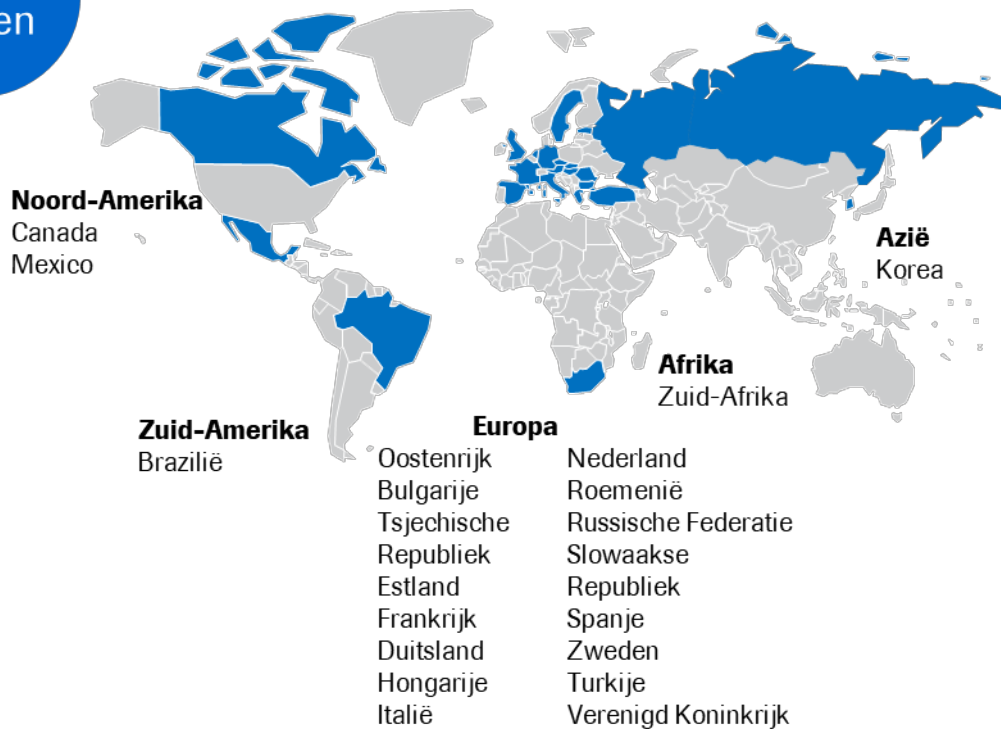 en
Noord-Amerika
Canada
Mexico
Azië
Korea
Afrika
Zuid-Afrika
Zuid-Amerika
Brazilië
Europa
Oostenrijk
Bulgarije
Tsjechische
Republiek
Estland
Frankrijk
Duitsland
Hongarije
Italië
Nederland
Roemenië
Russische Federatie
Slowaakse
Republiek
Spanje
Zweden
Turkije
Verenigd Koninkrijk